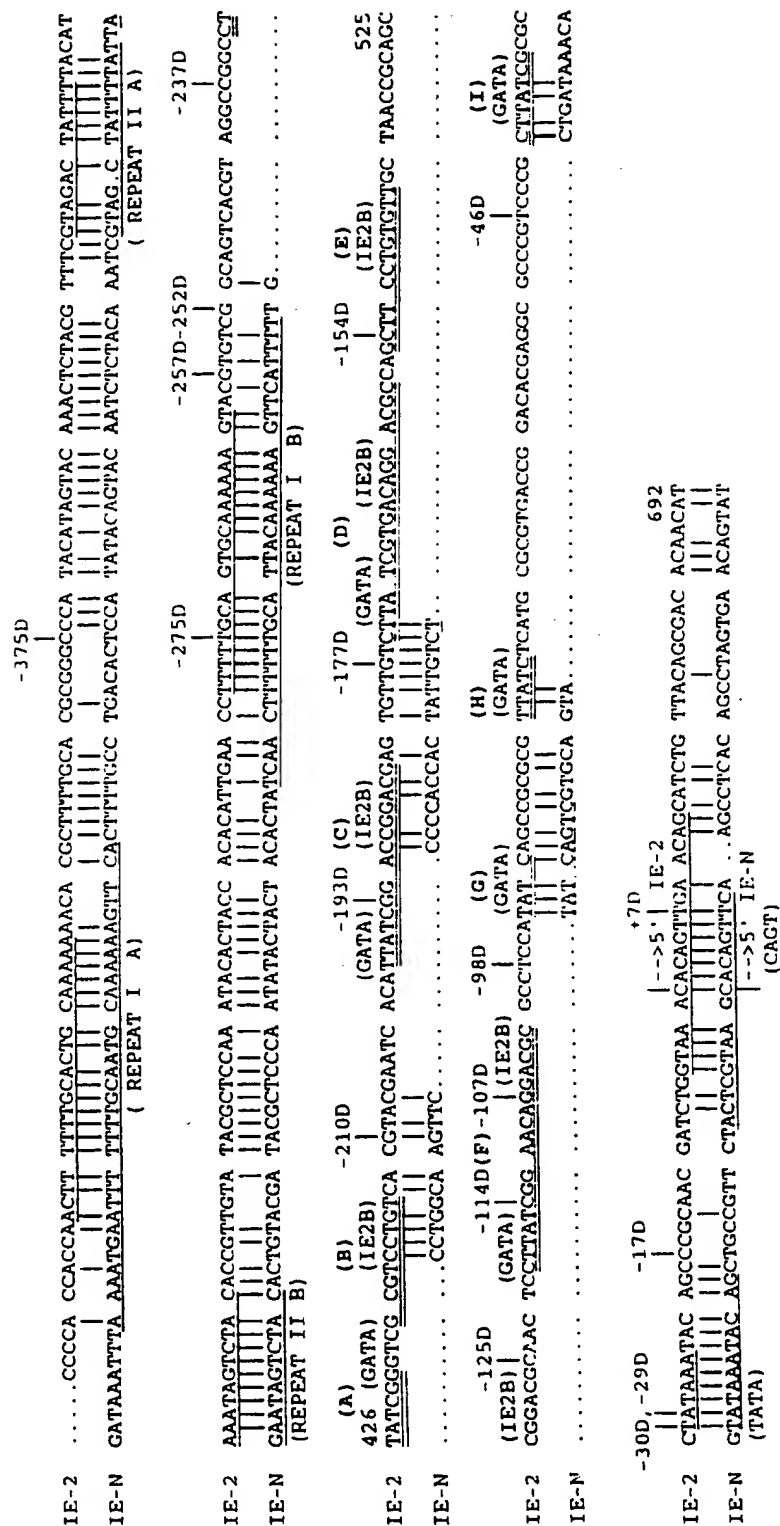 -375D
IE-2 .....CCCCA CCACCAACTT TTTTGCACTG CAAAAAAACA CGCTTTTGCA CGCGGGCCCA TACATAGTAC AAACTCTACG TTTCGTAGAC TATTTTACAT
IE-N GATAAATTTA AAATGAATTT TTTTGCAATG CAAAAAAGTT CACTTTTGCC TGACACTCCA TATACAGTAC AATCTCTACA AATCGTAG.C TATTTTATTA
( REPEAT I A) ( REPEAT II A)
-275D -257D-252D -237D
IE-2 AAATAGTCTA CACCGTTGTA TACGCTCCAA ATACACTACC ACACATTGAA CCTTTTTGCA GTGCAAAAAA GTACGTGTCG GCAGTCACGT AGGCCGGCCT
IE-N GAATAGTCTA CACTGTACGA TACGCTCCCA ATATACTACT ACACTATCAA CTTTTTTGCA TTACAAAAAA GTTCATTTTT G...................
(REPEAT II B) (REPEAT I B)
(A) (B) -210D -193D (C) -177D (D) -154D (E)
426 (GATA) (IE2B) (GATA) (IE2B) (GATA) (IE2B) (IE2B) 525
IE-2 TATCGGGTCG CGTCCTGTCA CGTACGAATC ACATTATCGG ACCGGACGAG TGTTGTCTTA TCGTGACAGG ACGCCAGCTT CCTGTGTTGC TAACCGCAGC
IE-N .......... ...CCTGGCA AGTTC..... .......... CCCCACCAC TATTGTCT............................
-125D -114D(F) -107D -98D (G) (H) -46D (I)
(IE2B) (GATA) (IE2B) (GATA) (GATA) (GATA)
IE-2 CGGACGCAAC TCCTTATCGG AACAGGACGC GCCTCCATAT CAGCCGCGCG TTATCTCATG CGCGTGACCG GACACGAGGC GCCCGTCCCG CTTATCGCGC
IE-N ................................. TAT CAGTCGTGCA GTA............................ CTGATAAACA
-30D,-29D -17D +7D
|-->5' IE-2 692
IE-2 CTATAAATAC AGCCCGCAAC GATCTGGTAA ACACAGTTGA ACAGCATCTG TTACAGCGAC ACAACAT
IE-N GTATAAATAC AGCTGCCGTT CTACTCGTAA GCACAGTTCA ..AGCCTCAC AGCCTAGTGA ACAGTAT
(TATA) |-->5' IE-N
(CAGT)